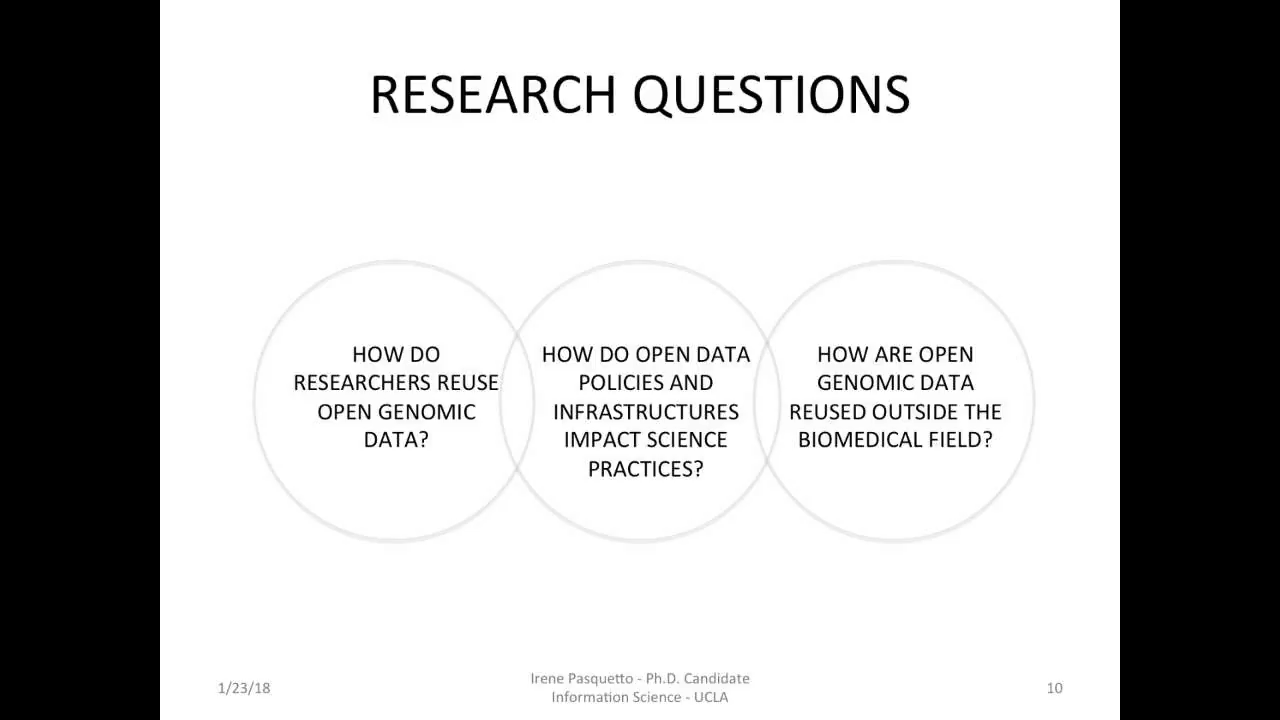 RESEARCH QUESTIONS
HOW DO
RESEARCHERS REUSE
OPEN GENOMIC
DATA?
HOW DO OPEN DATA
POLICIES AND
INFRASTRUCTURES
IMPACT SCIENCE
PRACTICES?
HOW ARE OPEN
GENOMIC DATA
REUSED OUTSIDE THE
BIOMEDICAL FIELD?
1/23/18
Irene Pasquetto - Ph.D. Candidate
Information Science - UCLA
10